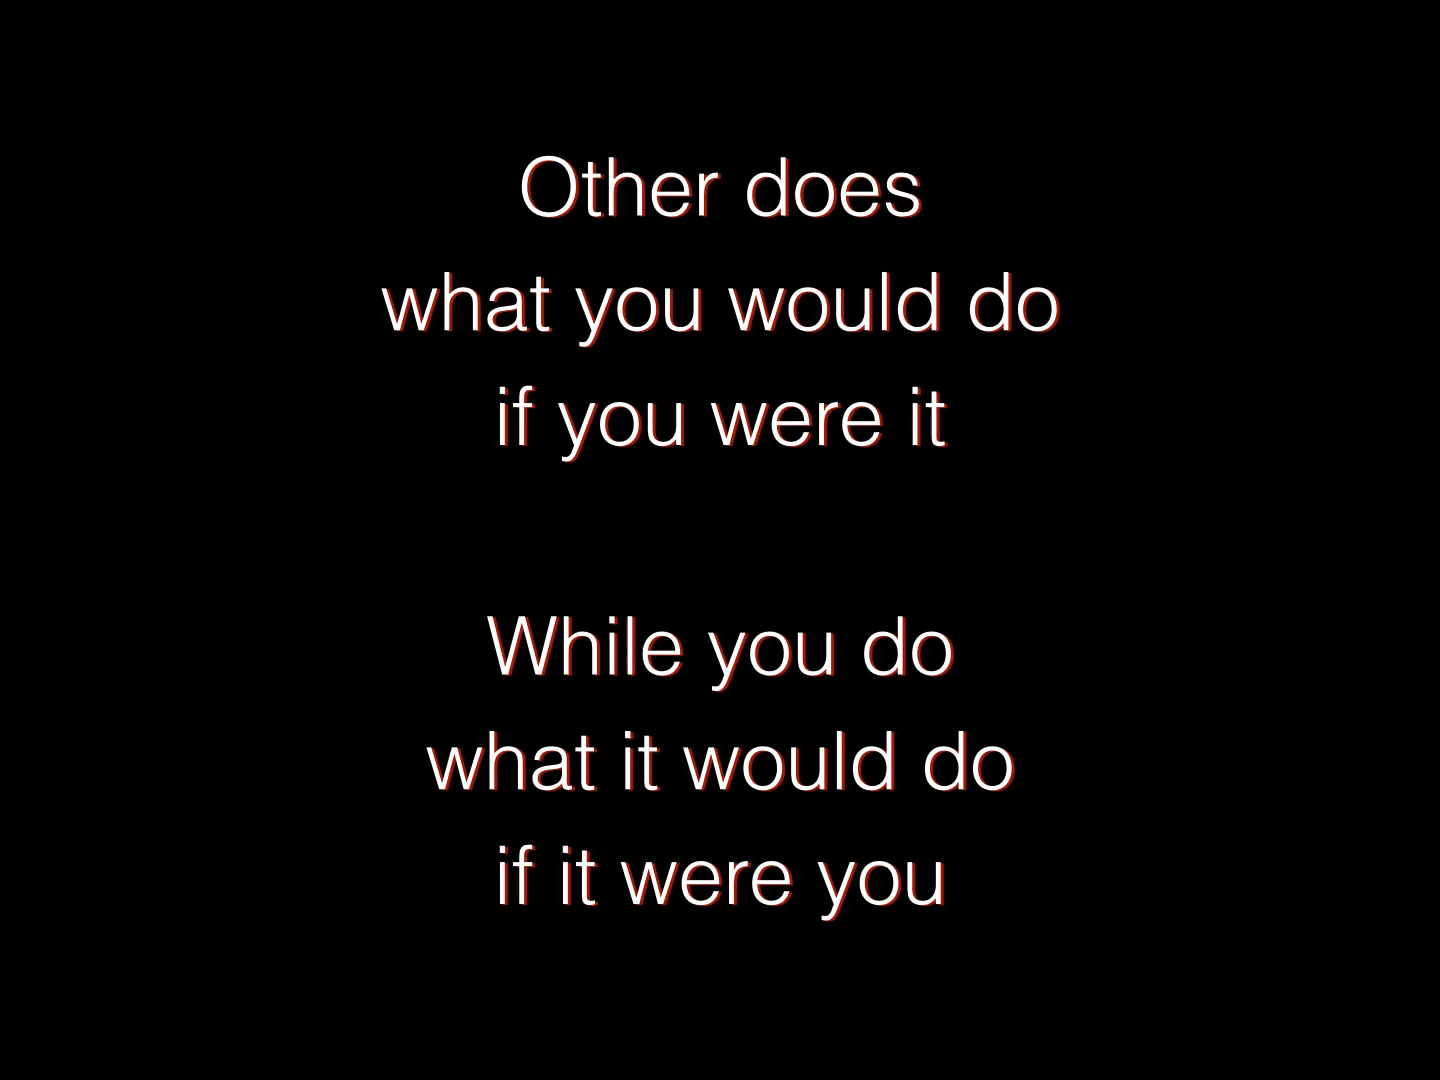 Other does
what you would do
if you were it
While you do
what it would do
if it were you